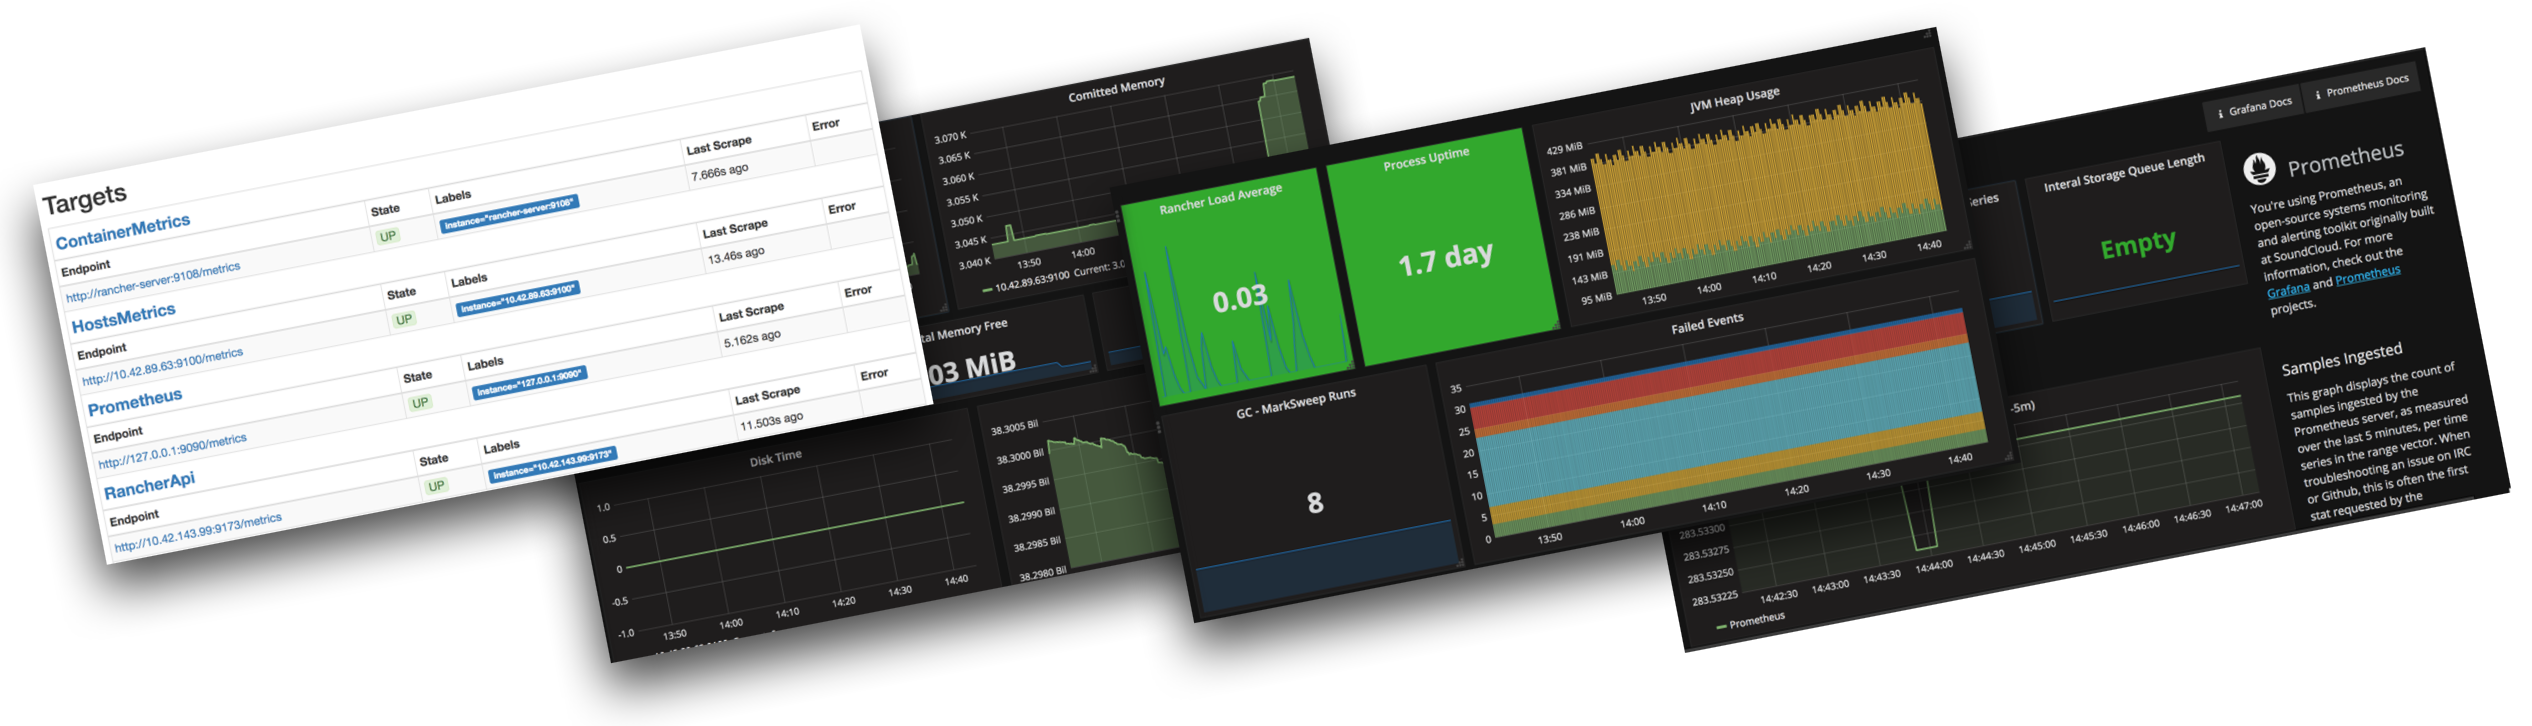 Targets
ContainerMetrics
Endpoint State Labels Last Scrape Error
http://rancher-server:9108/metrics UP instance="rancher-server:9108" 7.666s ago
HostsMetrics
Endpoint State Labels Last Scrape Error
http://10.42.89.63:9100/metrics UP instance="10.42.89.63:9100" 13.46s ago
Prometheus
Endpoint State Labels Last Scrape Error
http://127.0.0.1:9090/metrics UP instance="127.0.0.1:9090" 5.162s ago
RancherApi
Endpoint State Labels Last Scrape Error
http://10.42.143.99:9173/metrics UP instance="10.42.143.99:9173" 11.503s ago
Comitted Memory
3.070 K
3.065 K
3.060 K
3.055 K
3.050 K
3.045 K
3.040 K
13:50 14:00
10.42.89.63:9100 Current: 3.0
tal Memory Free
03 MiB
Disk Time
1.0
0.5
0
-0.5
-1.0
13:50 14:00 14:10 14:20 14:30 14:40
38.3005 Bil
38.3000 Bil
38.2995 Bil
38.2990 Bil
38.2985 Bil
38.2980 Bil
Rancher Load Average
0.03
Process Uptime
1.7 day
JVM Heap Usage
429 MiB
381 MiB
334 MiB
286 MiB
238 MiB
191 MiB
143 MiB
95 MiB
13:50 14:00 14:10 14:20 14:30 14:40
GC - MarkSweep Runs
8
Failed Events
35
30
25
20
15
10
5
0
13:50 14:00 14:10 14:20 14:30 14:40
Grafana Docs
Prometheus Docs
Series
Interal Storage Queue Length
Empty
Prometheus
You're using Prometheus, an
open-source systems monitoring
and alerting toolkit originally built
at SoundCloud. For more
information, check out the
Grafana and Prometheus
projects.
Samples Ingested
This graph displays the count of
samples ingested by the
Prometheus server, as measured
over the last 5 minutes, per time
series in the range vector. When
troubleshooting an issue on IRC
or Github, this is often the first
stat requested by the
-5m)
283.53300
283.53275
283.53250
283.53225
14:42:30 14:43:00 14:43:30 14:44:00 14:44:30 14:45:00 14:45:30 14:46:00 14:46:30 14:47:00
Prometheus